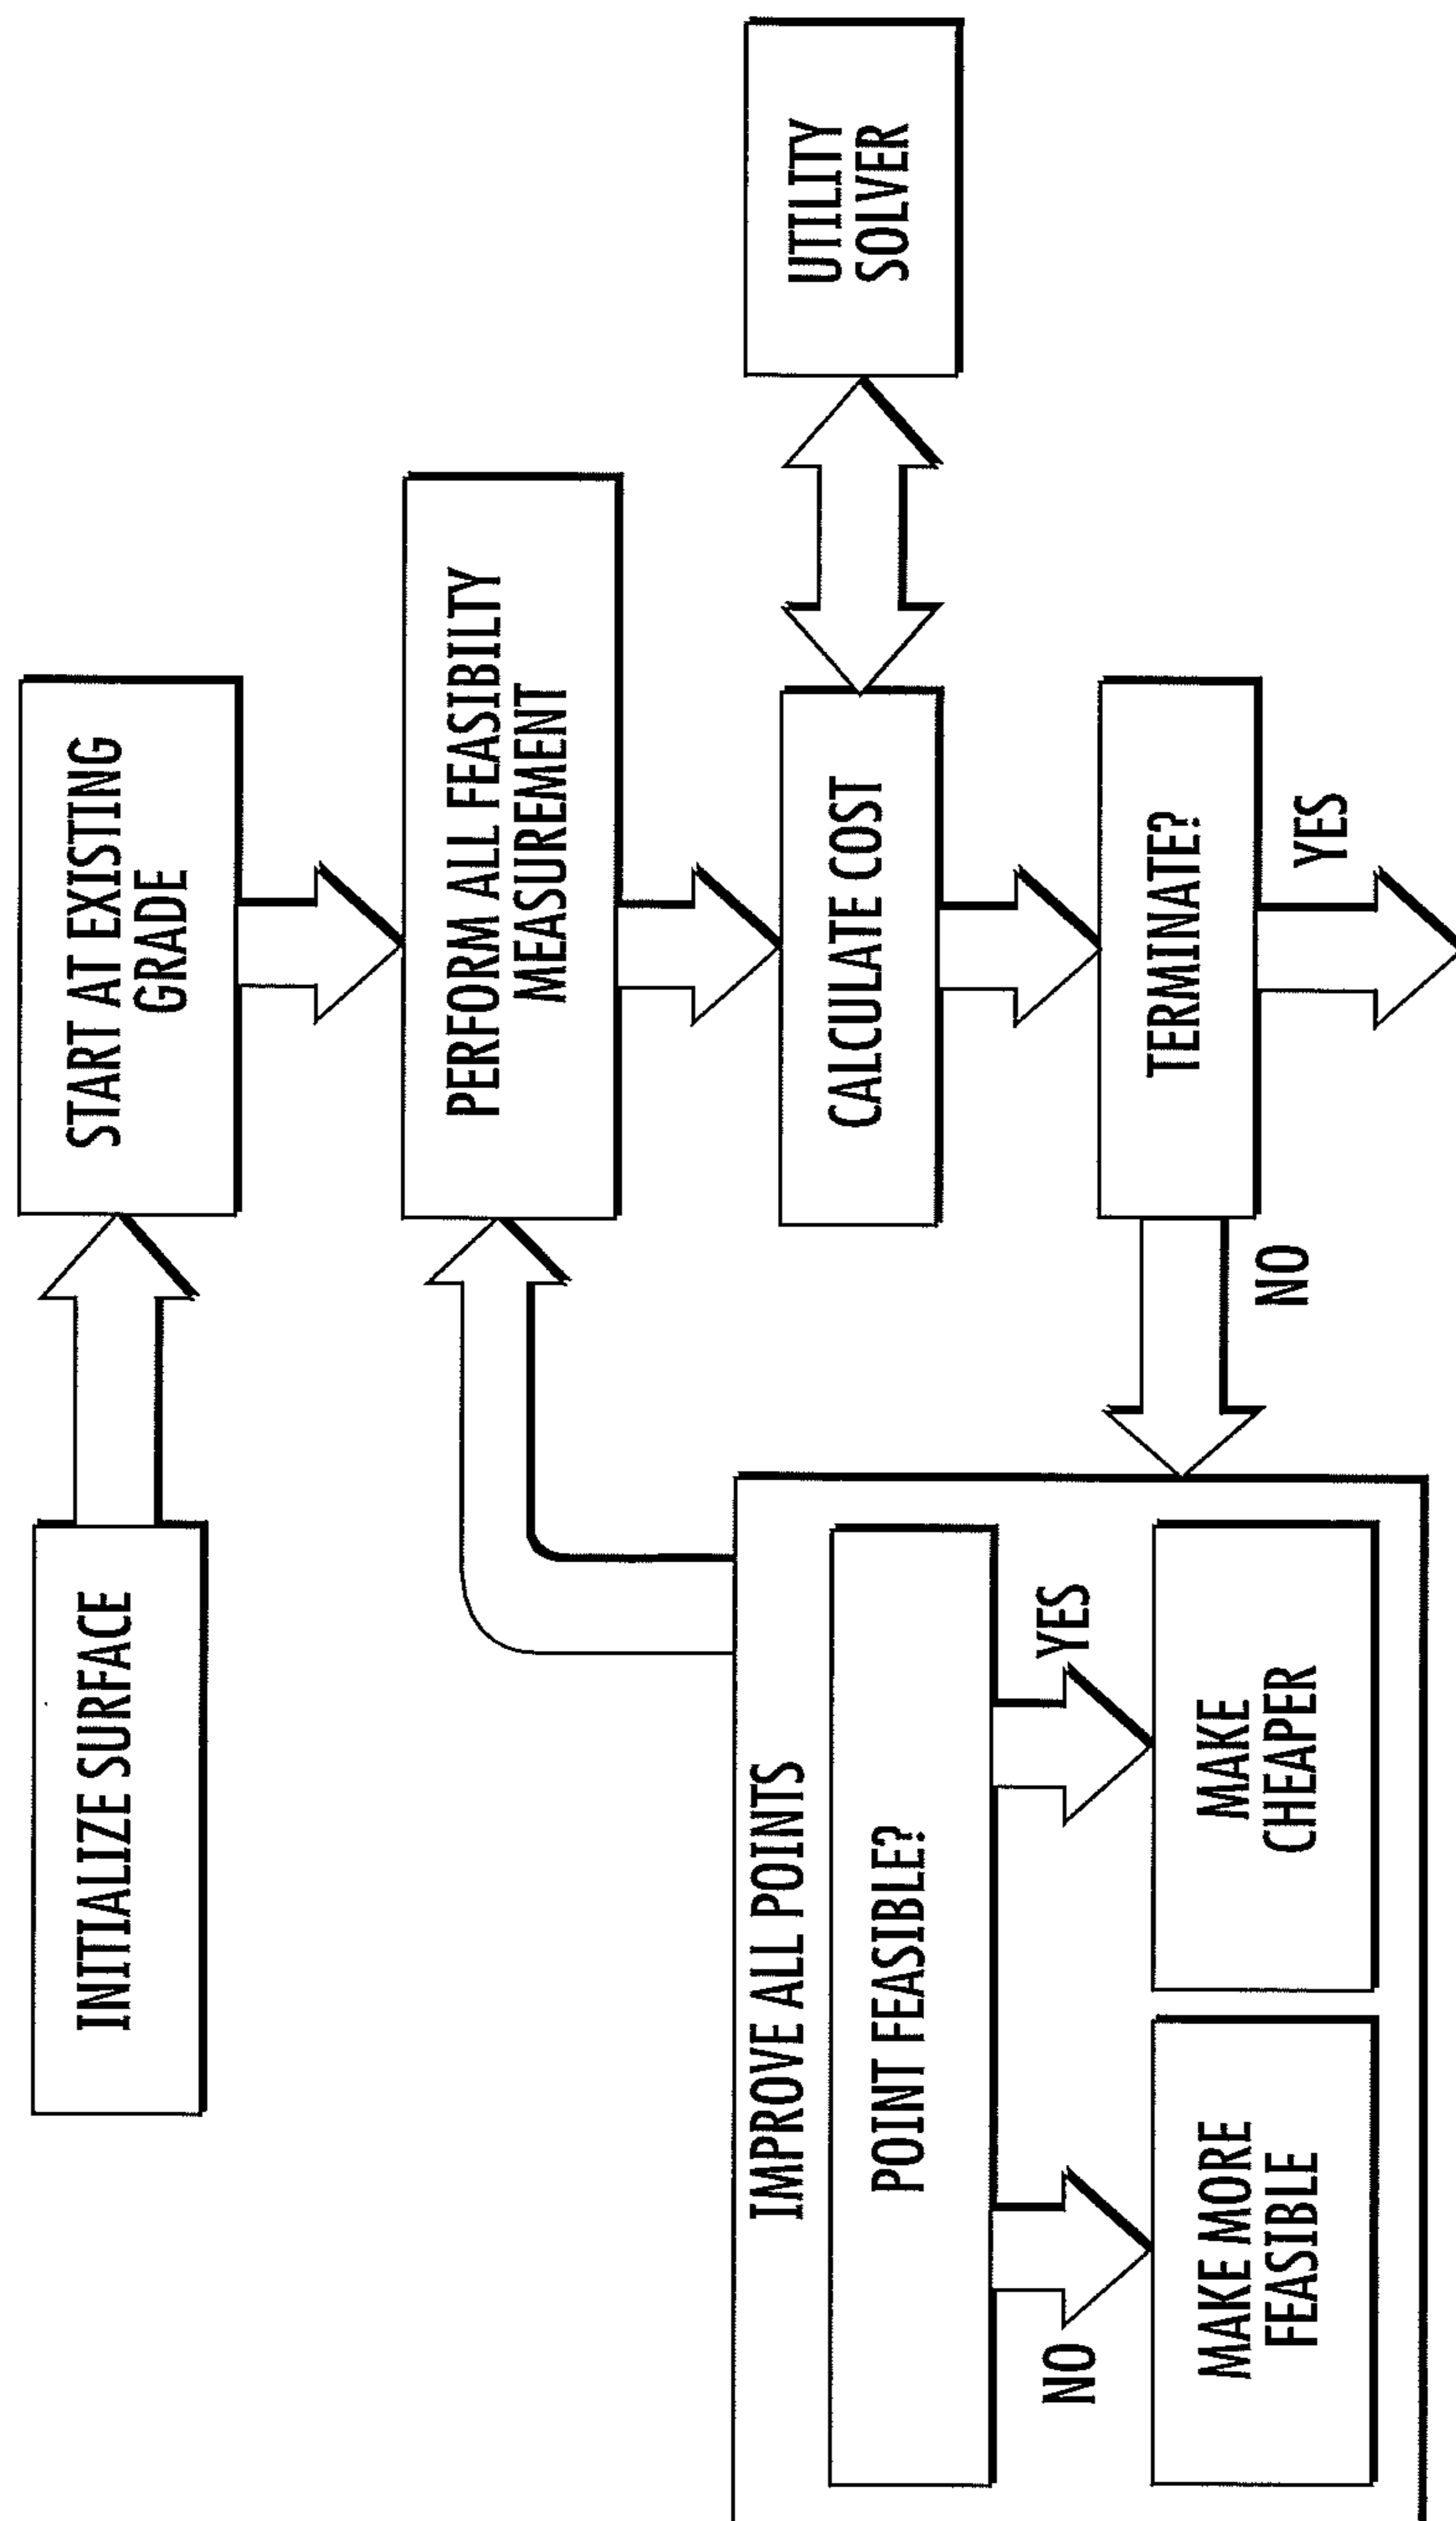 INITIALIZE SURFACE
START AT EXISTING
GRADE
PERFORM ALL FEASIBILTY
MEASUREMENT
CALCULATE COST
UTILITY
SOLVER
TERMINATE?
YES
NO
IMPROVE ALL POINTS
POINT FEASIBLE?
NO
YES
MAKE MORE
FEASIBLE
MAKE
CHEAPER